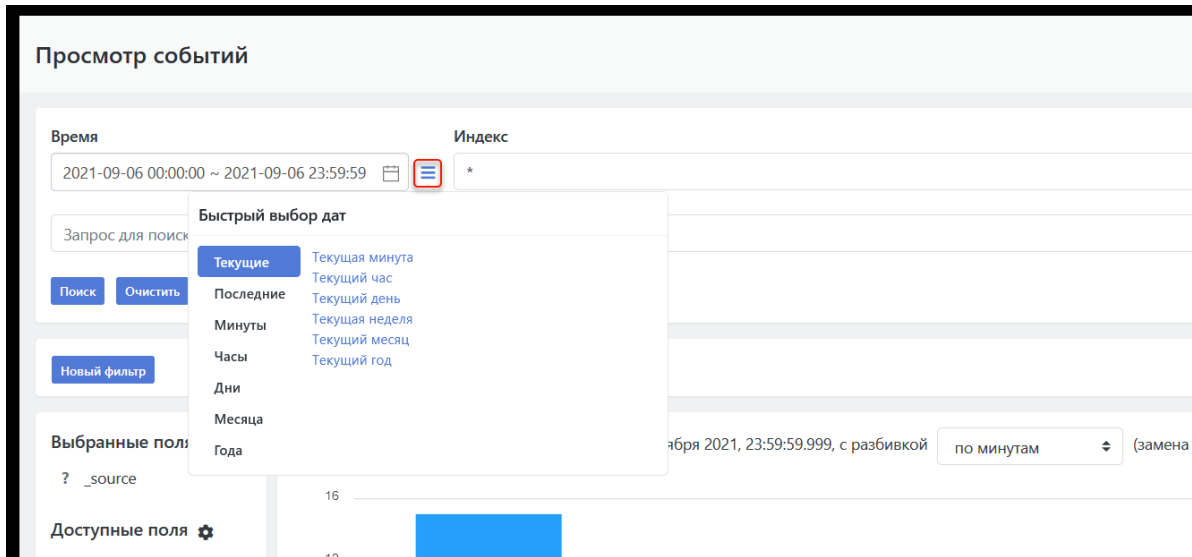 Просмотр событий
Время
Индекс
2021-09-06 00:00:00 ~ 2021-09-06 23:59:59
*
Быстрый выбор дат
Запрос для поиск
Текущие
Последние
Минуты
Часы
Дни
Месяца
Года
Текущая минута
Текущий час
Текущий день
Текущая неделя
Текущий месяц
Текущий год
Поиск
Очистить
Новый фильтр
Выбранные поля
ября 2021, 23:59:59.999, с разбивкой
по минутам
(замена
? _source
Доступные поля
16